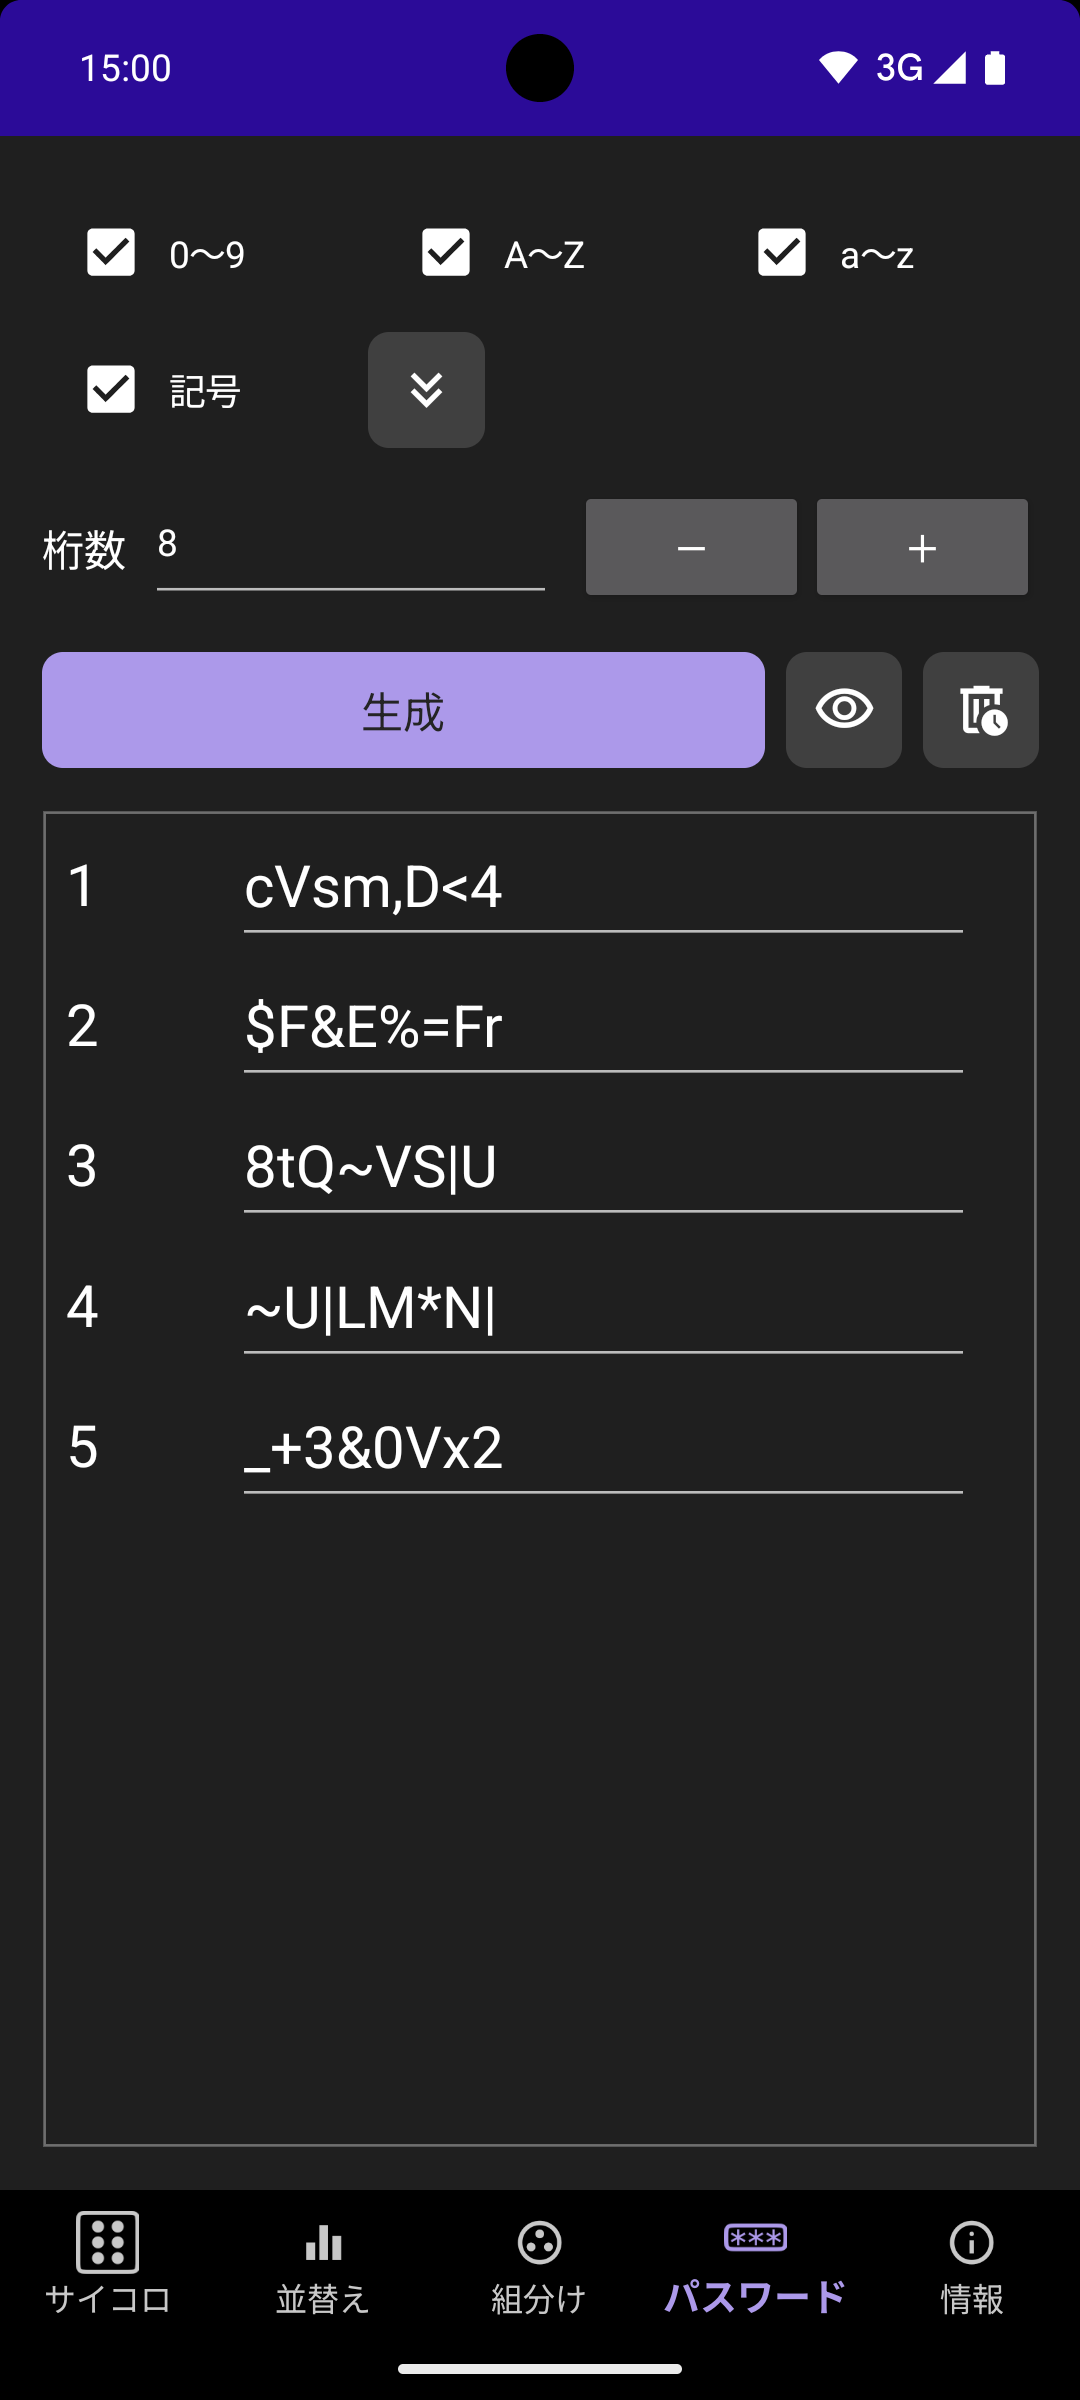 15:00 3G
0〜9 A〜Z a〜z
記号
桁数 8 − +
生成
1 cVsm,D<4
2 $F&E%=Fr
3 8tQ~VS|U
4 ~U|LM*N|
5 _+3&0Vx2
サイコロ 並替え 組分け パスワード 情報